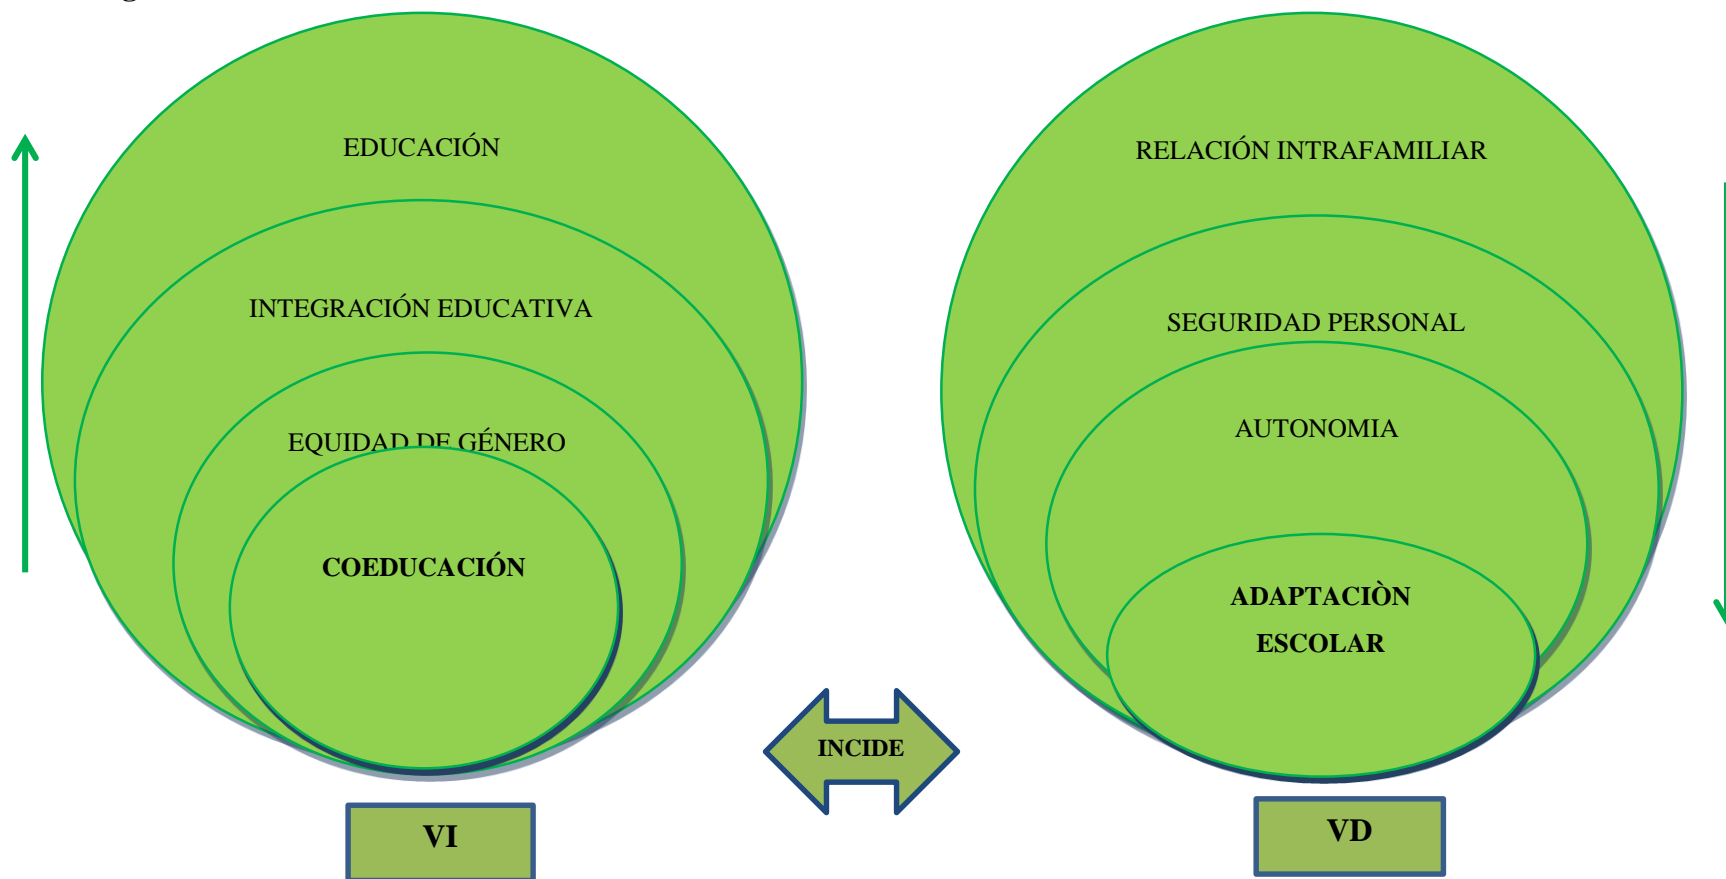 EDUCACIÓN
INTEGRACIÓN EDUCATIVA
EQUIDAD DE GÉNERO
COEDUCACIÓN
VI
INCIDE
RELACIÓN INTRAFAMILIAR
SEGURIDAD PERSONAL
AUTONOMIA
ADAPTACIÒN
ESCOLAR
VD